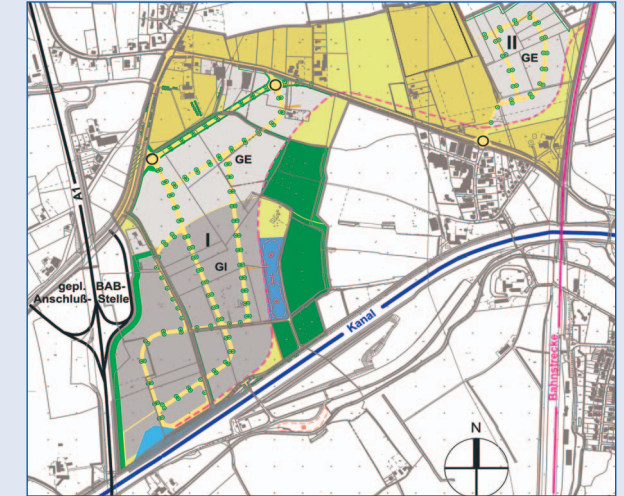 II
GE
GE
A1
I
GI
gepl. BAB-
Anschluß- Stelle
Kanal
Bahnstrecke
N